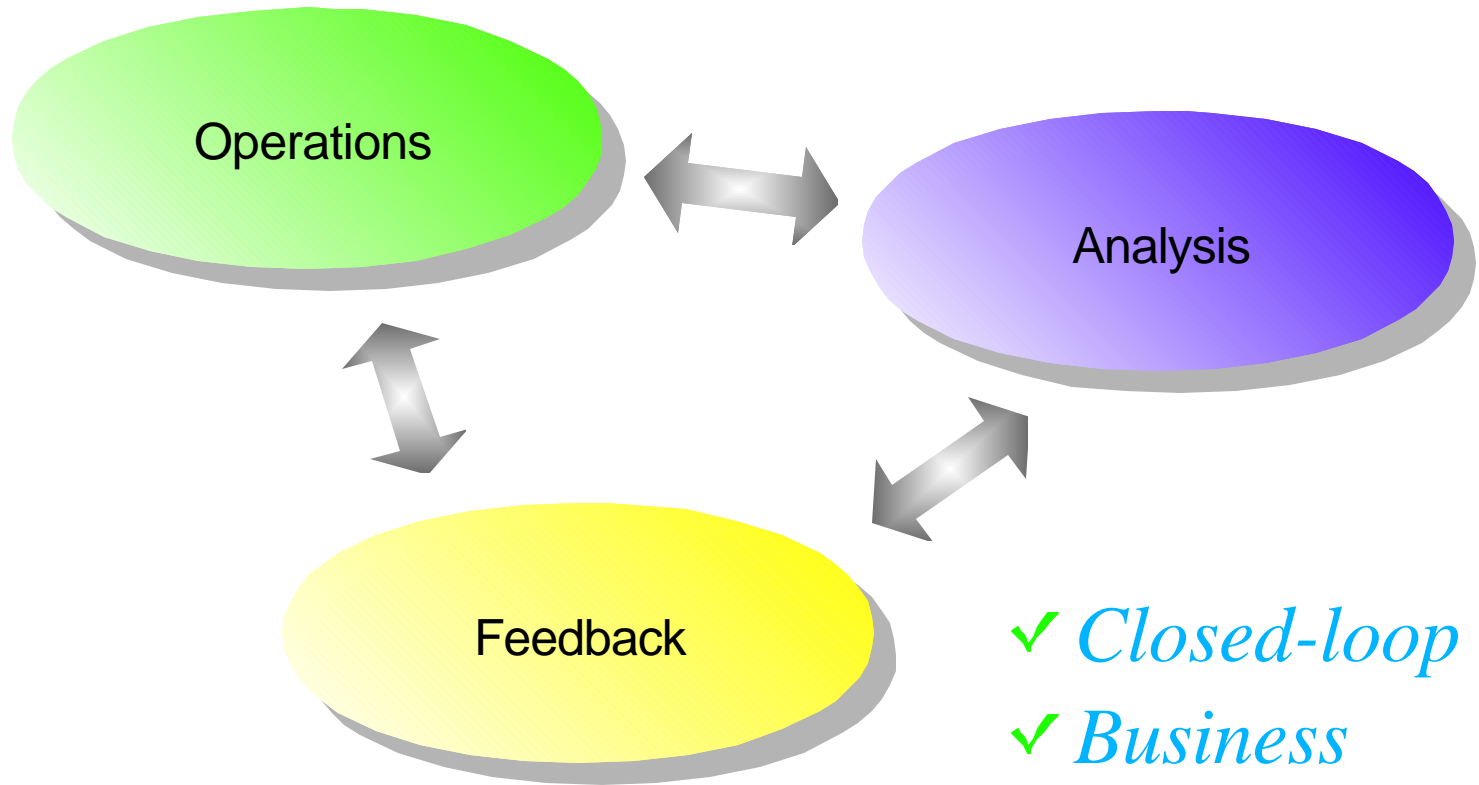 Operations
Analysis
Feedback
✓ Closed-loop
✓ Business